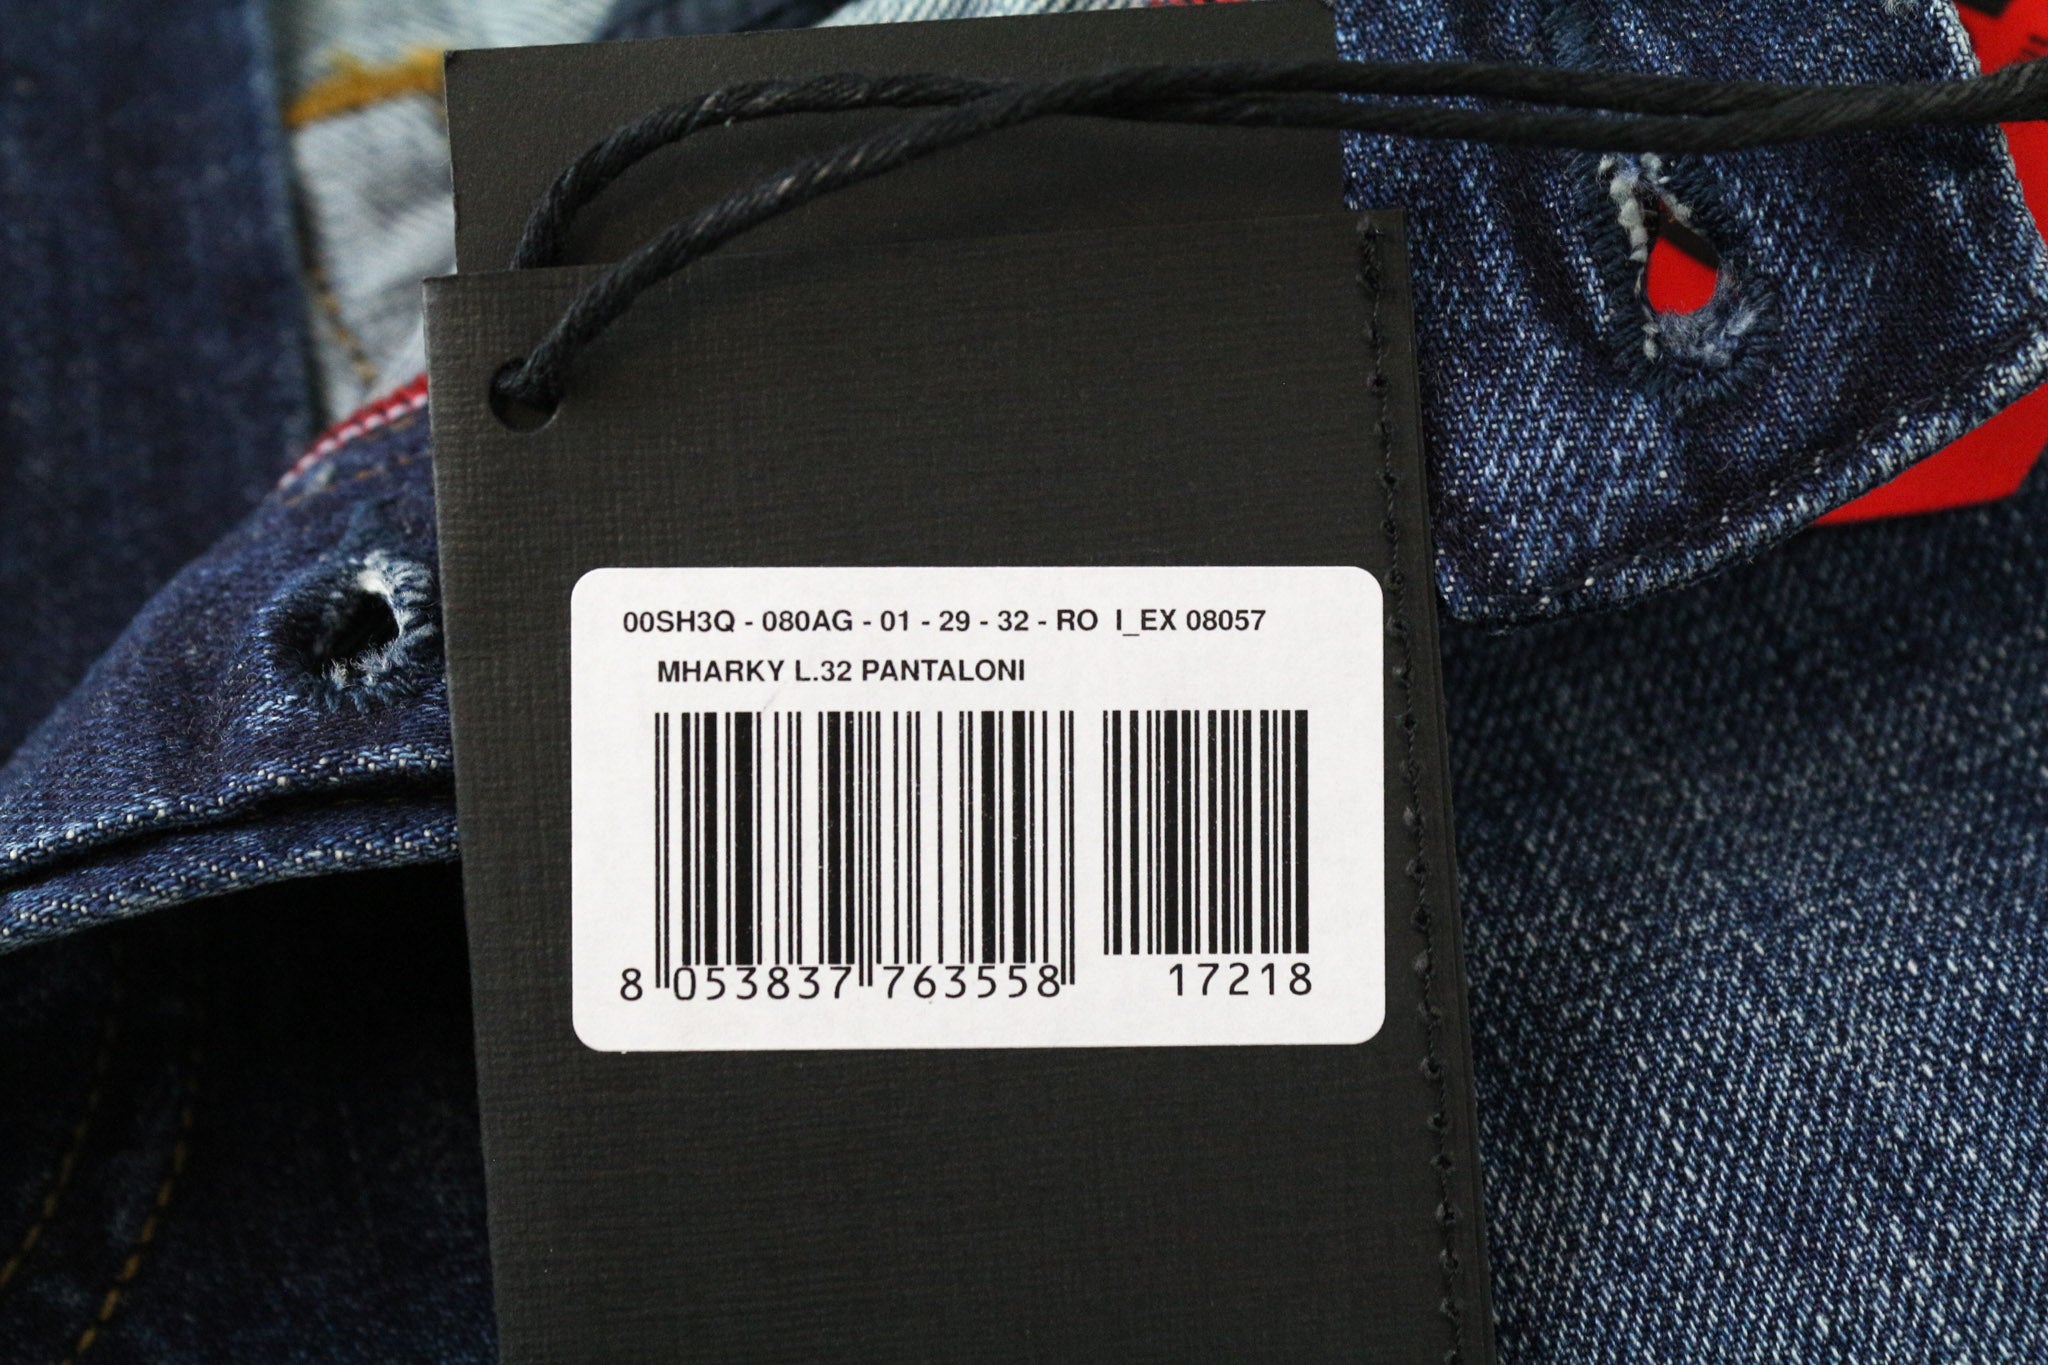 00SH3Q - 080AG - 01 - 29 - 32 - RO I_EX 08057
MHARKY L.32 PANTALONI
8 053837 763558 17218